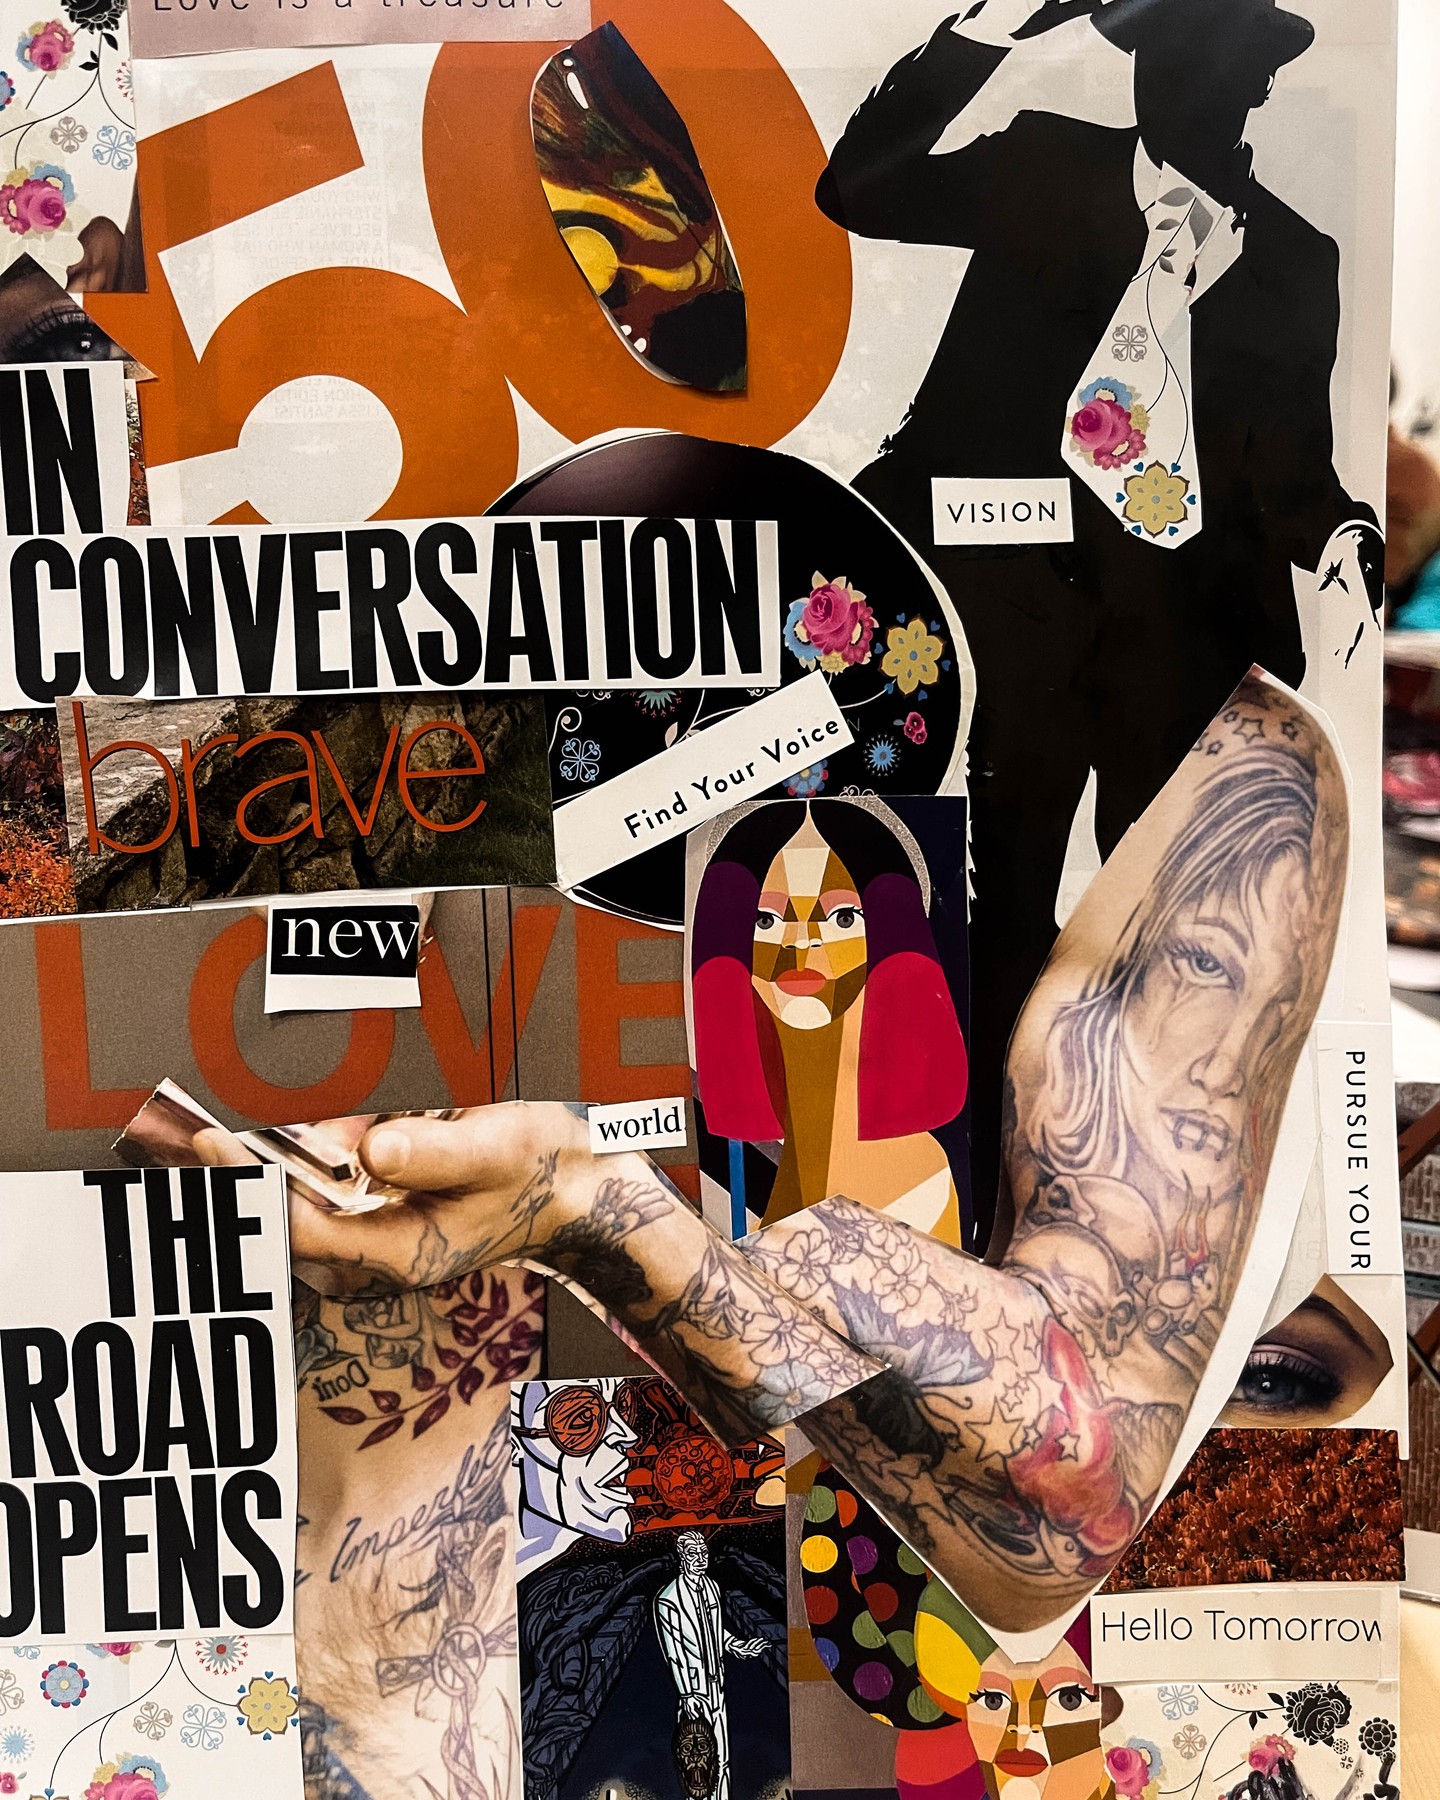 Love is a treasure
50
IN
CONVERSATION
VISION
brave
Find Your Voice
new
LOVE
world.
PURSUE YOUR
THE
ROAD
OPENS
Imperfec
Hello Tomorrow